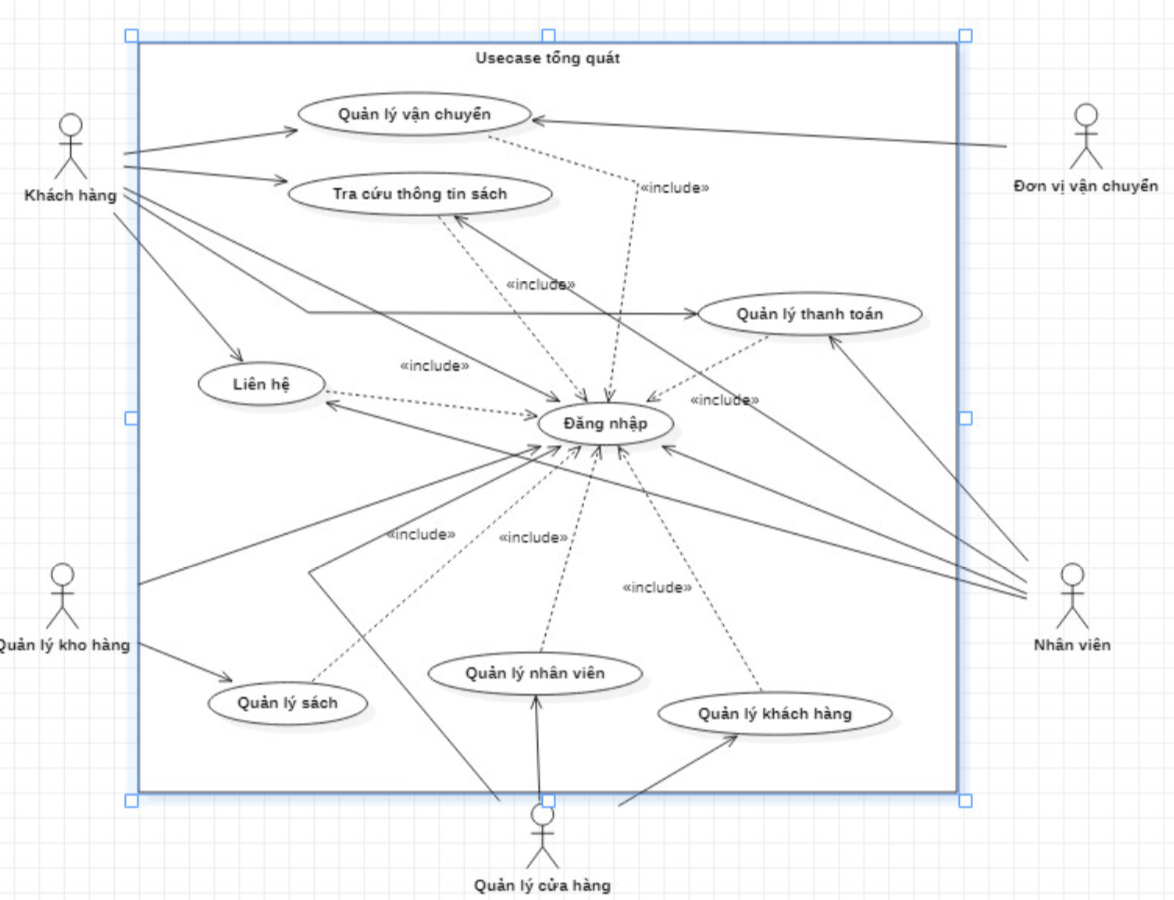 Usecase tổng quát
Quản lý vận chuyển
Khách hàng
Tra cứu thông tin sách
«include»
Đơn vị vận chuyển
«include»
Quản lý thanh toán
«include»
Liên hệ
«include»
Đăng nhập
«include»
«include»
«include»
Quản lý kho hàng
Nhân viên
Quản lý nhân viên
Quản lý sách
Quản lý khách hàng
Quản lý cửa hàng